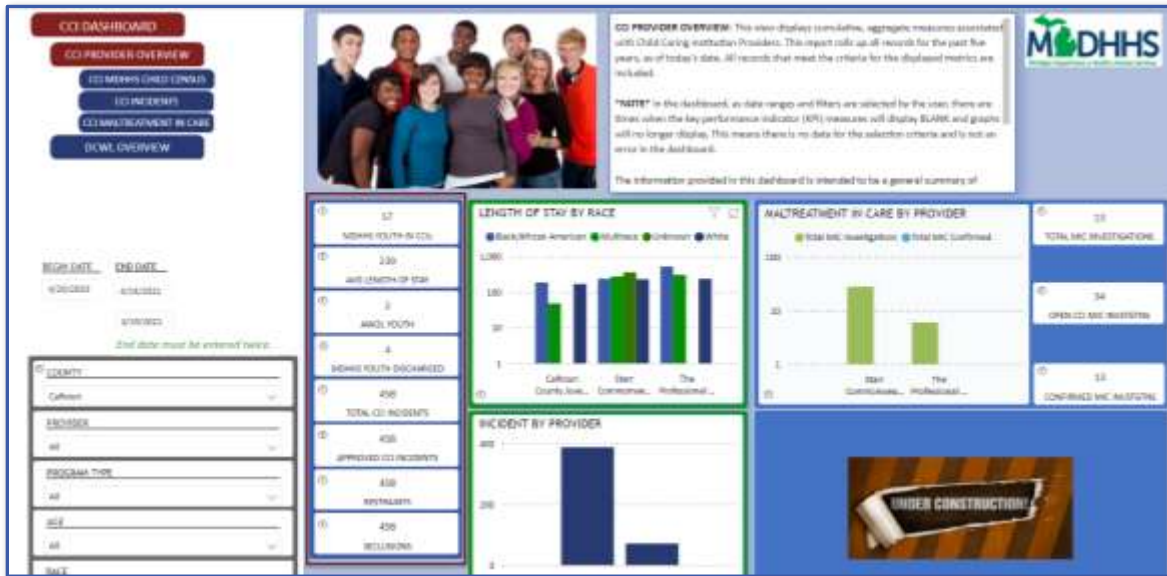 CCI DASHBOARD
CCI PROVIDER OVERVIEW
CCI MDHHS CHILD CENSUS
CCI INCIDENTS
CCI MALTREATMENT IN CARE
DCWL OVERVIEW
CCI PROVIDER OVERVIEW: This view displays cumulative, aggregate measures associated
with Child Caring Institution Providers. This report rolls up all records for the past five
years, as of today's date. All records that meet the criteria for the displayed metrics are
included.
*NOTE* In the dashboard, as date ranges and filters are selected by the user, there are
times when the key performance indicator (KPI) measures will display BLANK and graphs
will no longer display. This means there is no data for the selection criteria and is not an
error in the dashboard.
The information provided in this dashboard is intended to be a general summary of
MDHHS
BEGIN DATE
END DATE
End date must be entered twice.
COUNTY
Calhoun
PROVIDER
All
PROGRAM TYPE
All
AGE
All
RACE
17
MDHHS YOUTH IN CCIs
AVG LENGTH OF STAY
AWOL YOUTH
4
MDHHS YOUTH DISCHARGED
TOTAL CCI INCIDENTS
APPROVED CCI INCIDENTS
RESTRAINTS
SECLUSIONS
LENGTH OF STAY BY RACE
Black/African American
Multirace
Unknown
White
1,000
100
10
1
Calhoun
County Juve...
Starr
Commonwe...
The
Professional ...
INCIDENT BY PROVIDER
400
200
0
MALTREATMENT IN CARE BY PROVIDER
Total MIC Investigations
Total MIC Confirmed
100
10
1
Starr
Commonwe...
The
Professional ...
TOTAL MIC INVESTIGATIONS
34
OPEN CCI MIC INVSTGTNS
13
CONFIRMED MIC INVSTGTNS
UNDER CONSTRUCTION!